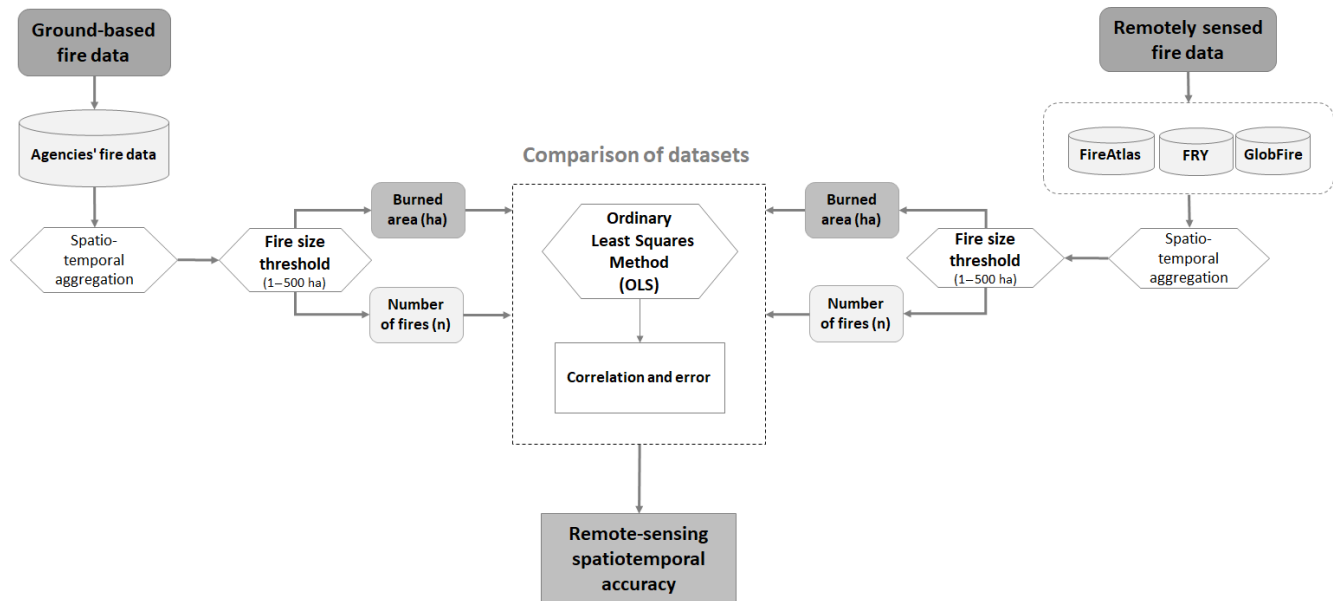 Ground-based
fire data
Agencies' fire data
Spatio-
temporal
aggregation
Fire size
threshold
(1–500 ha)
Burned
area (ha)
Number
of fires (n)
Comparison of datasets
Ordinary
Least Squares
Method
(OLS)
Correlation and error
Remote-sensing
spatiotemporal
accuracy
Remotely sensed
fire data
FireAtlas
FRY
GlobFire
Spatio-
temporal
aggregation
Fire size
threshold
(1–500 ha)
Burned
area (ha)
Number
of fires (n)